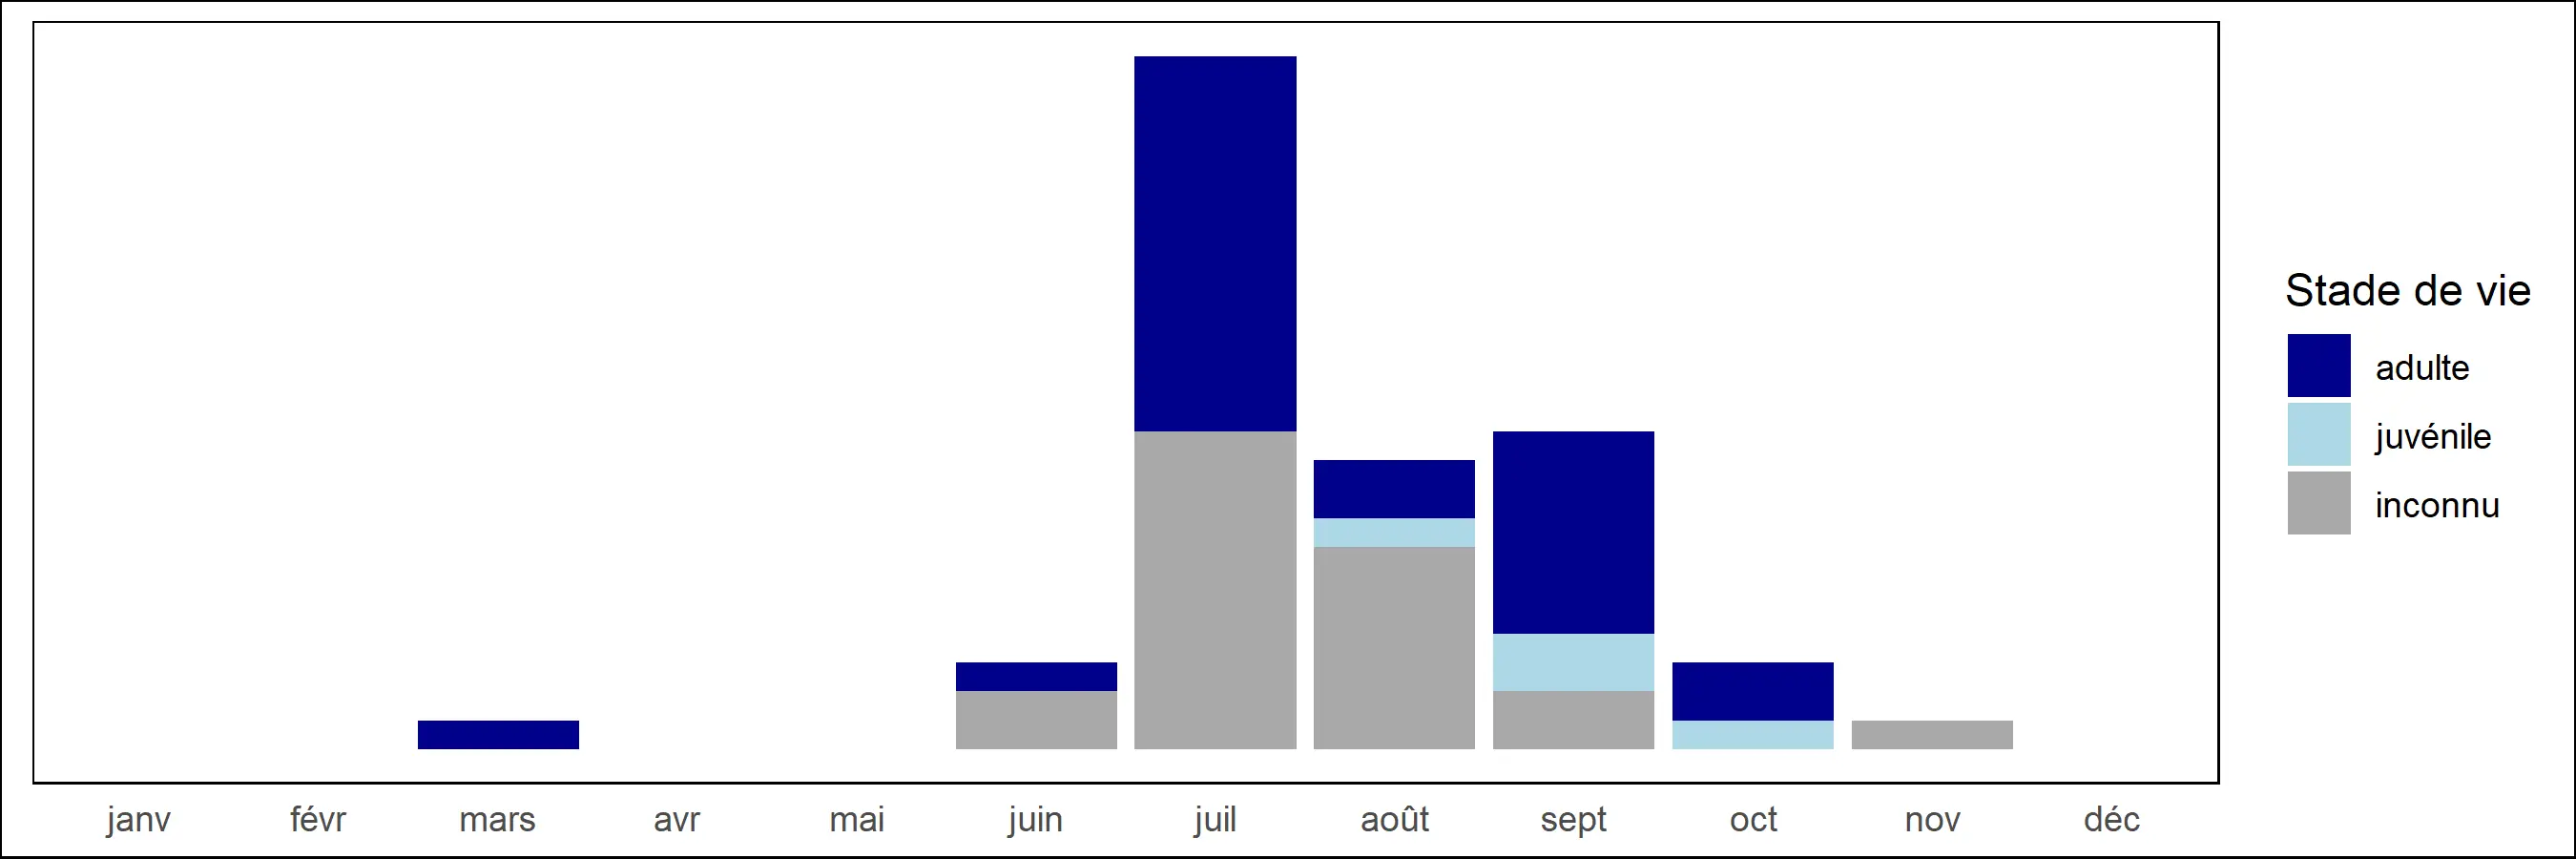 Stade de vie
adulte
juvénile
inconnu
janv févr mars avr mai juin juil août sept oct nov déc